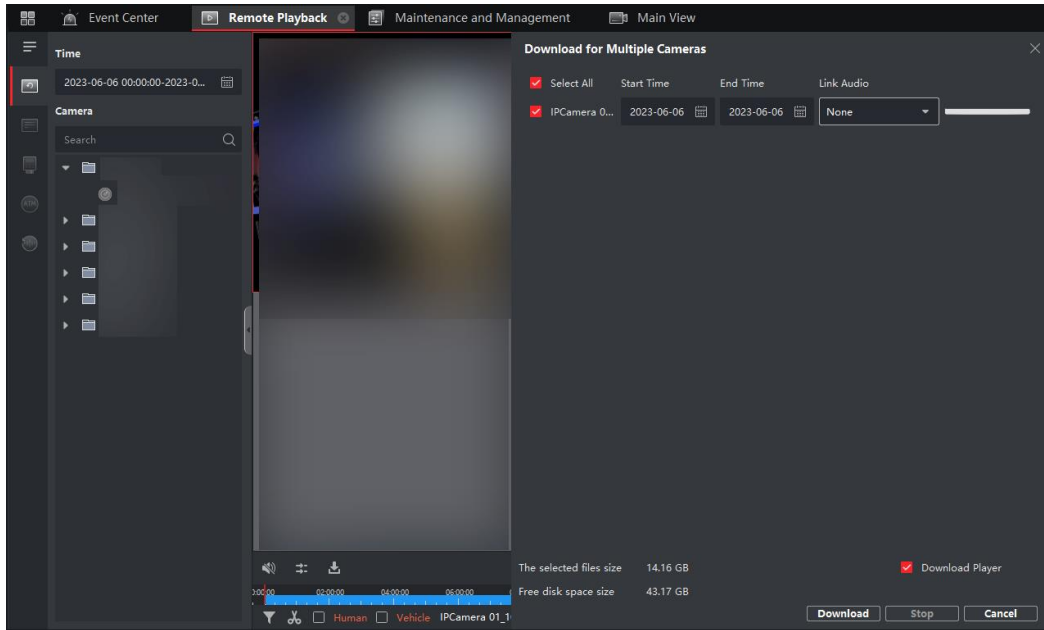 Event Center Remote Playback Maintenance and Management Main View
Time
2023-06-06 00:00:00-2023-0...
Camera
Search
ATM
Download for Multiple Cameras
Select All Start Time End Time Link Audio
IPCamera 0... 2023-06-06 2023-06-06 None
The selected files size 14.16 GB
Download Player
Free disk space size 43.17 GB
02:00:00 04:00:00 06:00:00
Human Vehicle IPCamera 01_1
Download Stop Cancel